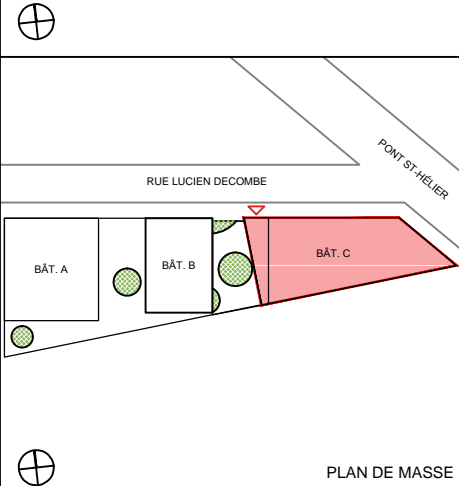 PONT ST-HÉLIER
RUE LUCIEN DECOMBE
BÂT. A
BÂT. B
BÂT. C
PLAN DE MASSE